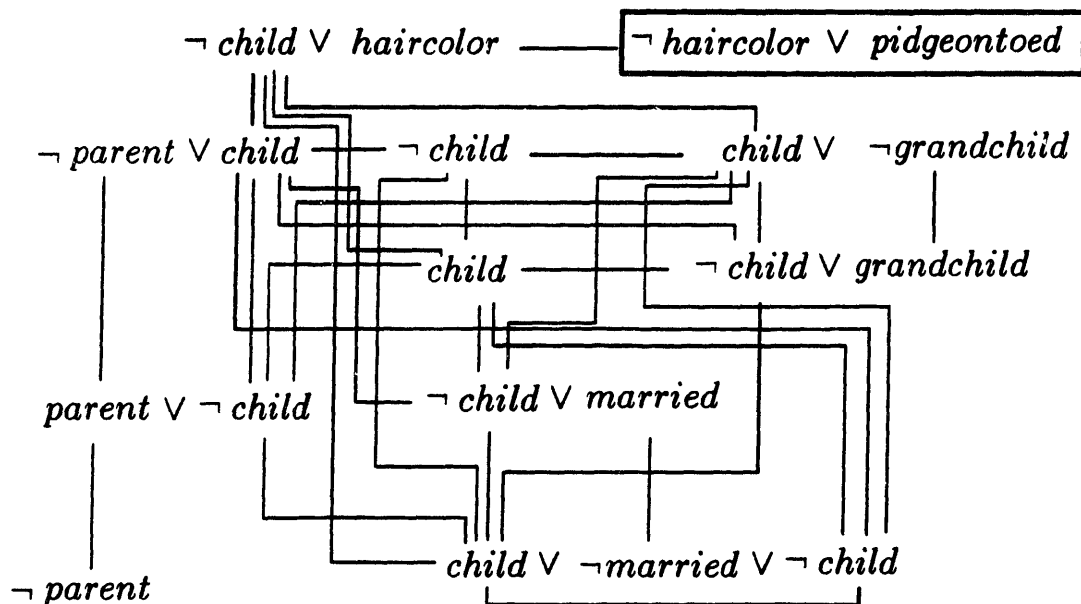 ¬ child ∨ haircolor ¬ haircolor ∨ pidgeontoed
¬ parent ∨ child ¬ child child ∨ ¬grandchild
child ¬ child ∨ grandchild
parent ∨ ¬ child ¬ child ∨ married
child ∨ ¬married ∨ ¬ child
¬ parent